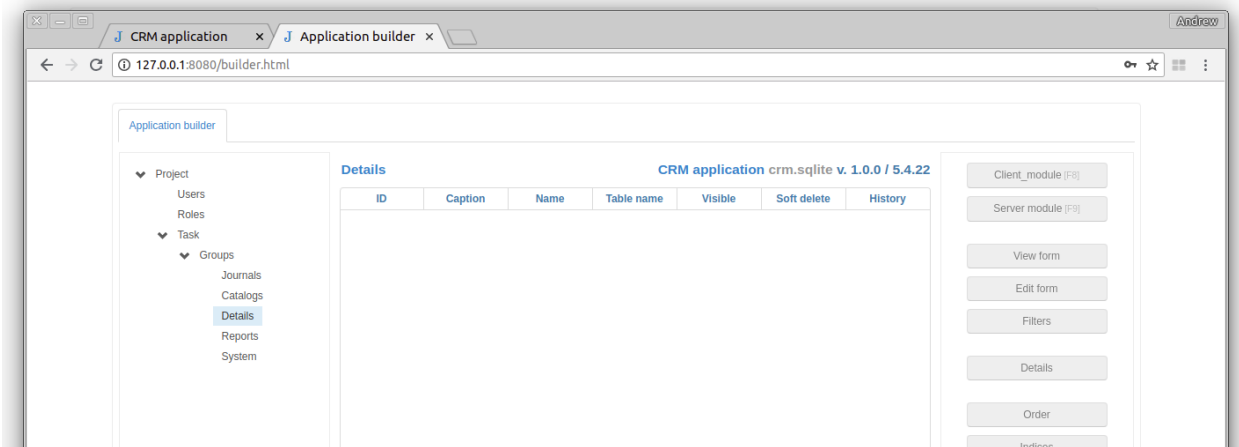 Andrew
J CRM application x J Application builder x
127.0.0.1:8080/builder.html
Application builder
Project
Users
Roles
Task
Groups
Journals
Catalogs
Details
Reports
System
Details CRM application crm.sqlite v. 1.0.0 / 5.4.22
ID Caption Name Table name Visible Soft delete History
Client_module [F8]
Server module [F9]
View form
Edit form
Filters
Details
Order
Indices